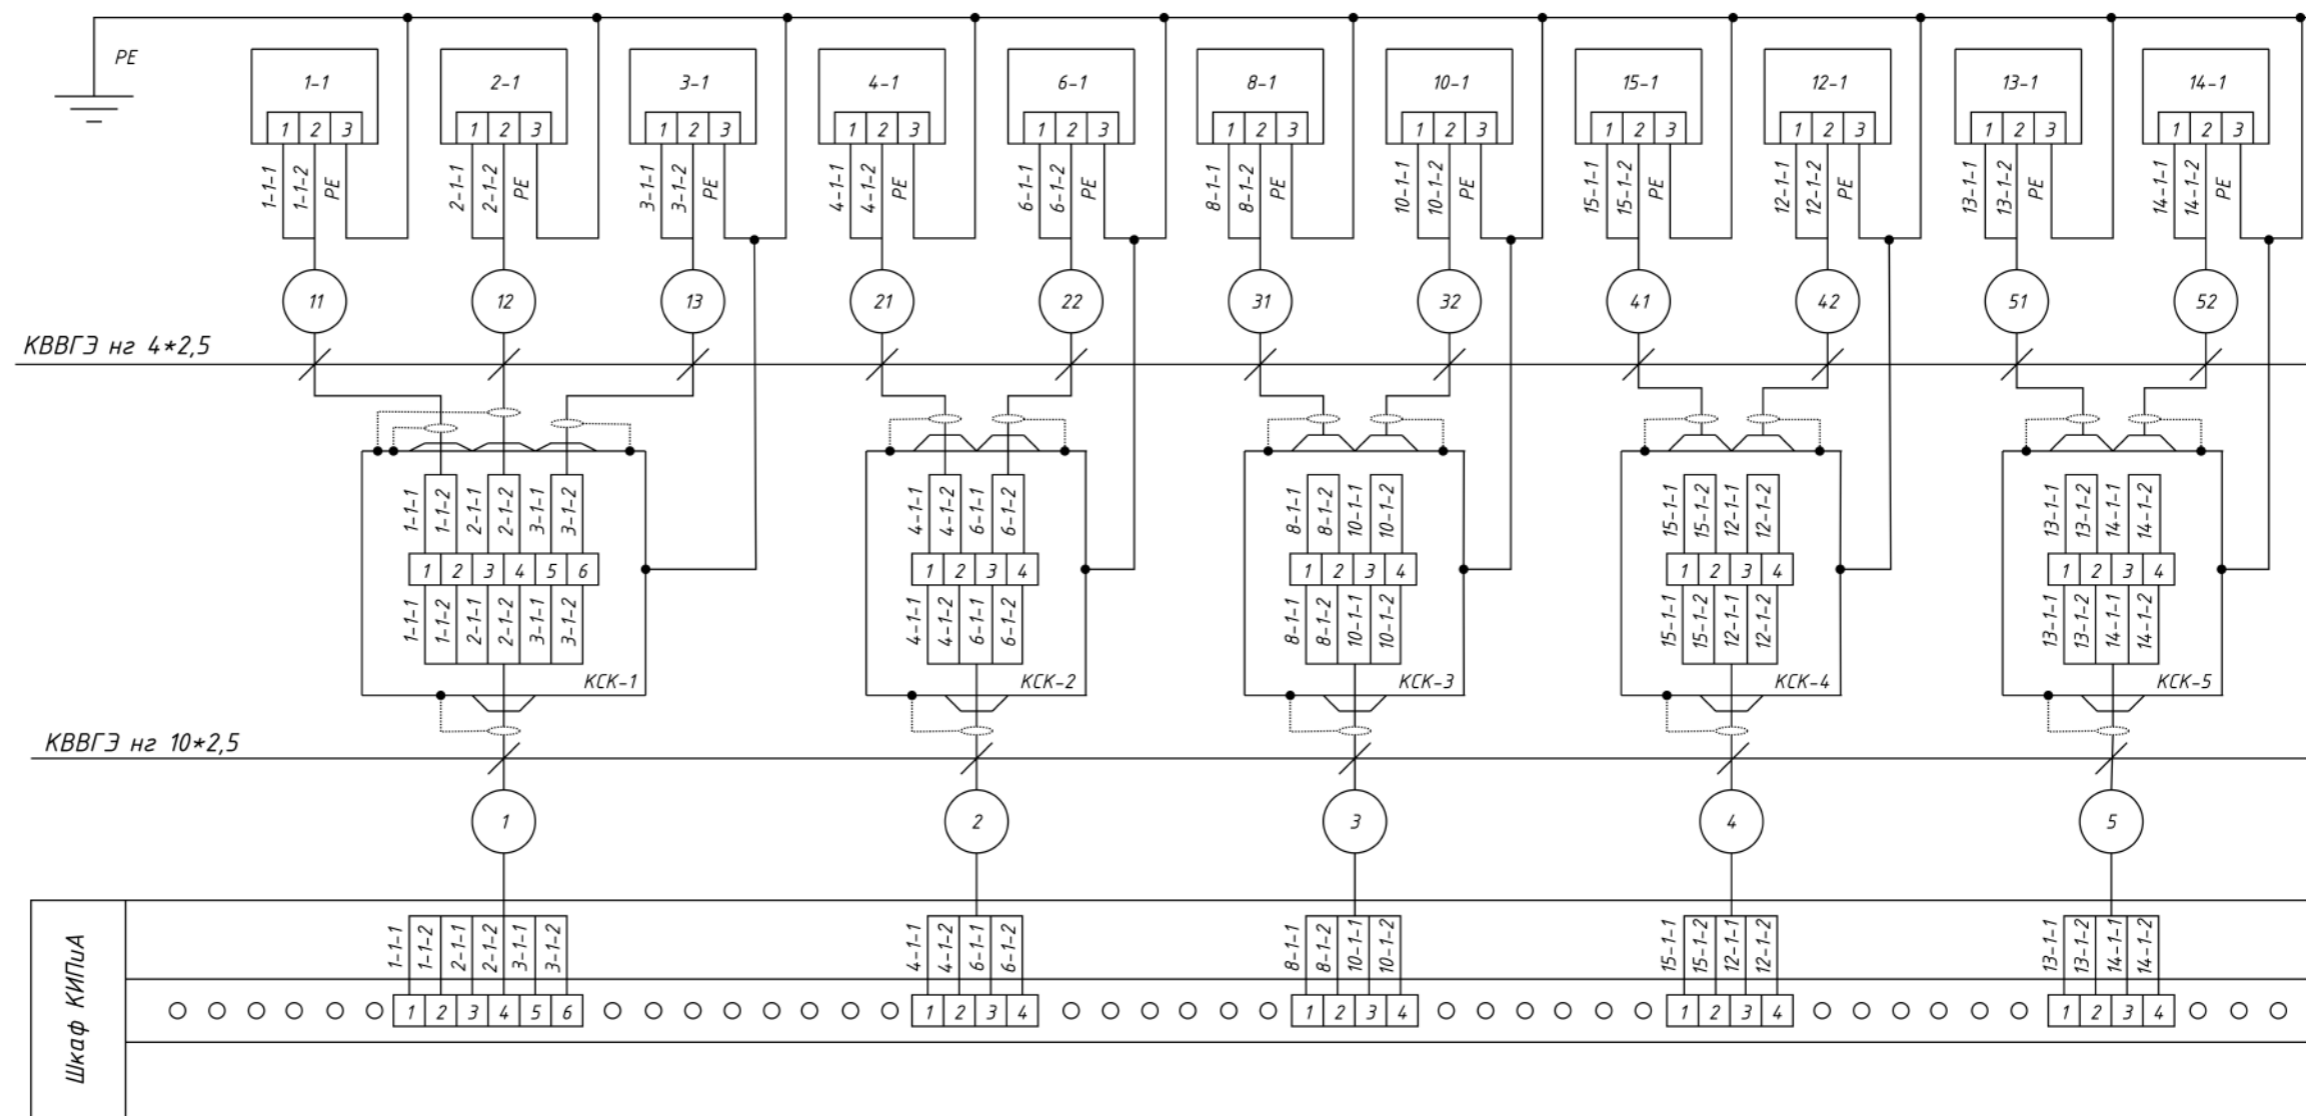 PE
1-1 2-1 3-1 4-1 6-1 8-1 10-1 15-1 12-1 13-1 14-1
1 2 3 1 2 3 1 2 3 1 2 3 1 2 3 1 2 3 1 2 3 1 2 3 1 2 3 1 2 3 1 2 3
1-1-1 1-1-2 PE 2-1-1 2-1-2 PE 3-1-1 3-1-2 PE 4-1-1 4-1-2 PE 6-1-1 6-1-2 PE 8-1-1 8-1-2 PE 10-1-1 10-1-2 PE 15-1-1 15-1-2 PE 12-1-1 12-1-2 PE 13-1-1 13-1-2 PE 14-1-1 14-1-2 PE
11 12 13 21 22 31 32 41 42 51 52
КВВГЭ нг 4*2,5
1-1-1 1-1-2 2-1-1 2-1-2 3-1-1 3-1-2 4-1-1 4-1-2 6-1-1 6-1-2 8-1-1 8-1-2 10-1-1 10-1-2 15-1-1 15-1-2 12-1-1 12-1-2 13-1-1 13-1-2 14-1-1 14-1-2
1 2 3 4 5 6 1 2 3 4 1 2 3 4 1 2 3 4 1 2 3 4
1-1-1 1-1-2 2-1-1 2-1-2 3-1-1 3-1-2 4-1-1 4-1-2 6-1-1 6-1-2 8-1-1 8-1-2 10-1-1 10-1-2 15-1-1 15-1-2 12-1-1 12-1-2 13-1-1 13-1-2 14-1-1 14-1-2
КСК-1 КСК-2 КСК-3 КСК-4 КСК-5
КВВГЭ нг 10*2,5
1 2 3 4 5
Шкаф КИПиА
1-1-1 1-1-2 2-1-1 2-1-2 3-1-1 3-1-2 4-1-1 4-1-2 6-1-1 6-1-2 8-1-1 8-1-2 10-1-1 10-1-2 15-1-1 15-1-2 12-1-1 12-1-2 13-1-1 13-1-2 14-1-1 14-1-2
1 2 3 4 5 6 1 2 3 4 1 2 3 4 1 2 3 4 1 2 3 4